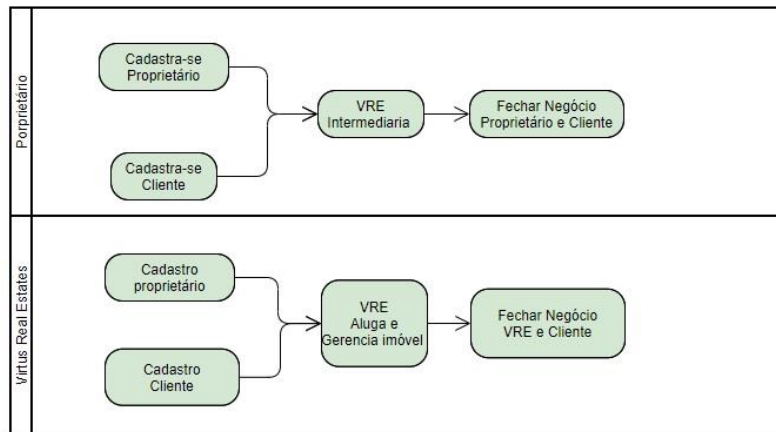 Porprietário
Cadastra-se
Proprietário
Cadastra-se
Cliente
VRE
Intermediaria
Fechar Negócio
Proprietário e Cliente
Virtus Real Estates
Cadastro
proprietário
Cadastro
Cliente
VRE
Aluga e
Gerencia imóvel
Fechar Negócio
VRE e Cliente